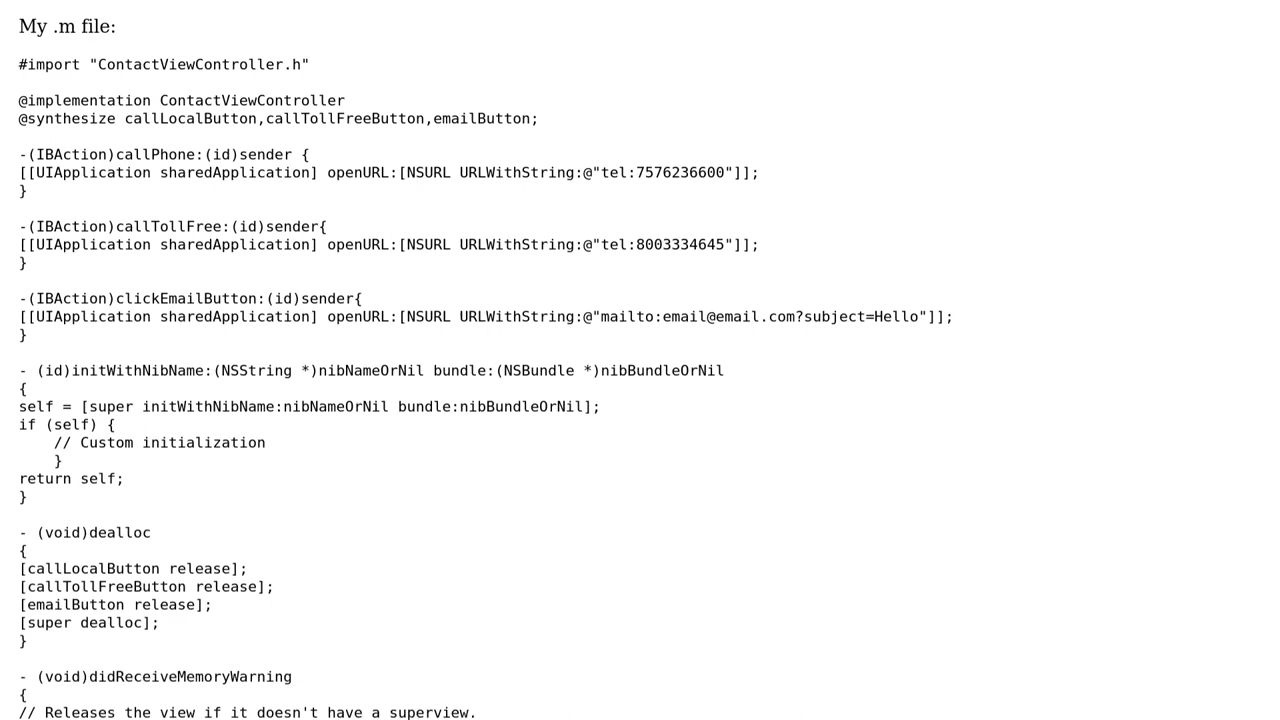 My .m file:
#import "ContactViewController.h"
@implementation ContactViewController
@synthesize callLocalButton,callTollFreeButton,emailButton;
-(IBAction)callPhone:(id)sender {
[[UIApplication sharedApplication] openURL:[NSURL URLWithString:@"tel:7576236600"]];
}
-(IBAction)callTollFree:(id)sender{
[[UIApplication sharedApplication] openURL:[NSURL URLWithString:@"tel:8003334645"]];
}
-(IBAction)clickEmailButton:(id)sender{
[[UIApplication sharedApplication] openURL:[NSURL URLWithString:@"mailto:email@email.com?subject=Hello"]];
}
- (id)initWithNibName:(NSString *)nibNameOrNil bundle:(NSBundle *)nibBundleOrNil
{
self = [super initWithNibName:nibNameOrNil bundle:nibBundleOrNil];
if (self) {
    // Custom initialization
    }
return self;
}
- (void)dealloc
{
[callLocalButton release];
[callTollFreeButton release];
[emailButton release];
[super dealloc];
}
- (void)didReceiveMemoryWarning
{
// Releases the view if it doesn't have a superview.